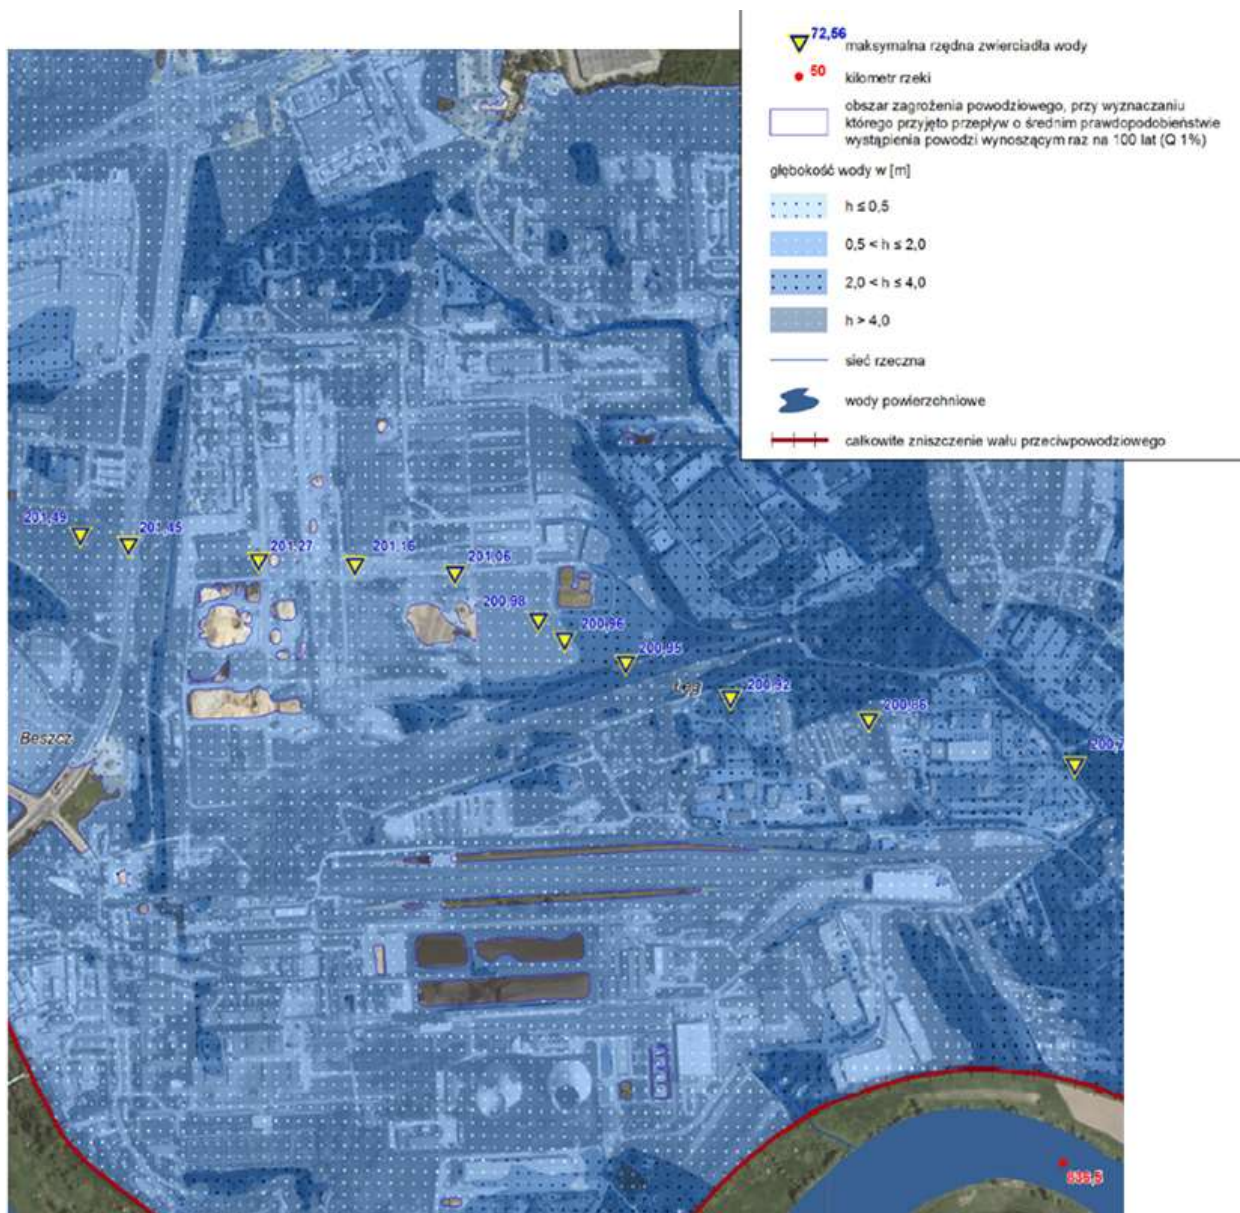 72,56
maksymalna rzędna zwierciadła wody
50
kilometr rzeki
obszar zagrożenia powodziowego, przy wyznaczaniu
którego przyjęto przepływ o średnim prawdopodobieństwie
wystąpienia powodzi wynoszącym raz na 100 lat (Q 1%)
głębokość wody w [m]
h ≤ 0,5
0,5 < h ≤ 2,0
2,0 < h ≤ 4,0
h > 4,0
sieć rzeczna
wody powierzchniowe
całkowite zniszczenie wału przeciwpowodziowego
201,49
201,45
201,27
201,16
201,06
200,98
200,96
200,95
Łęg
200,92
200,86
Beszcz